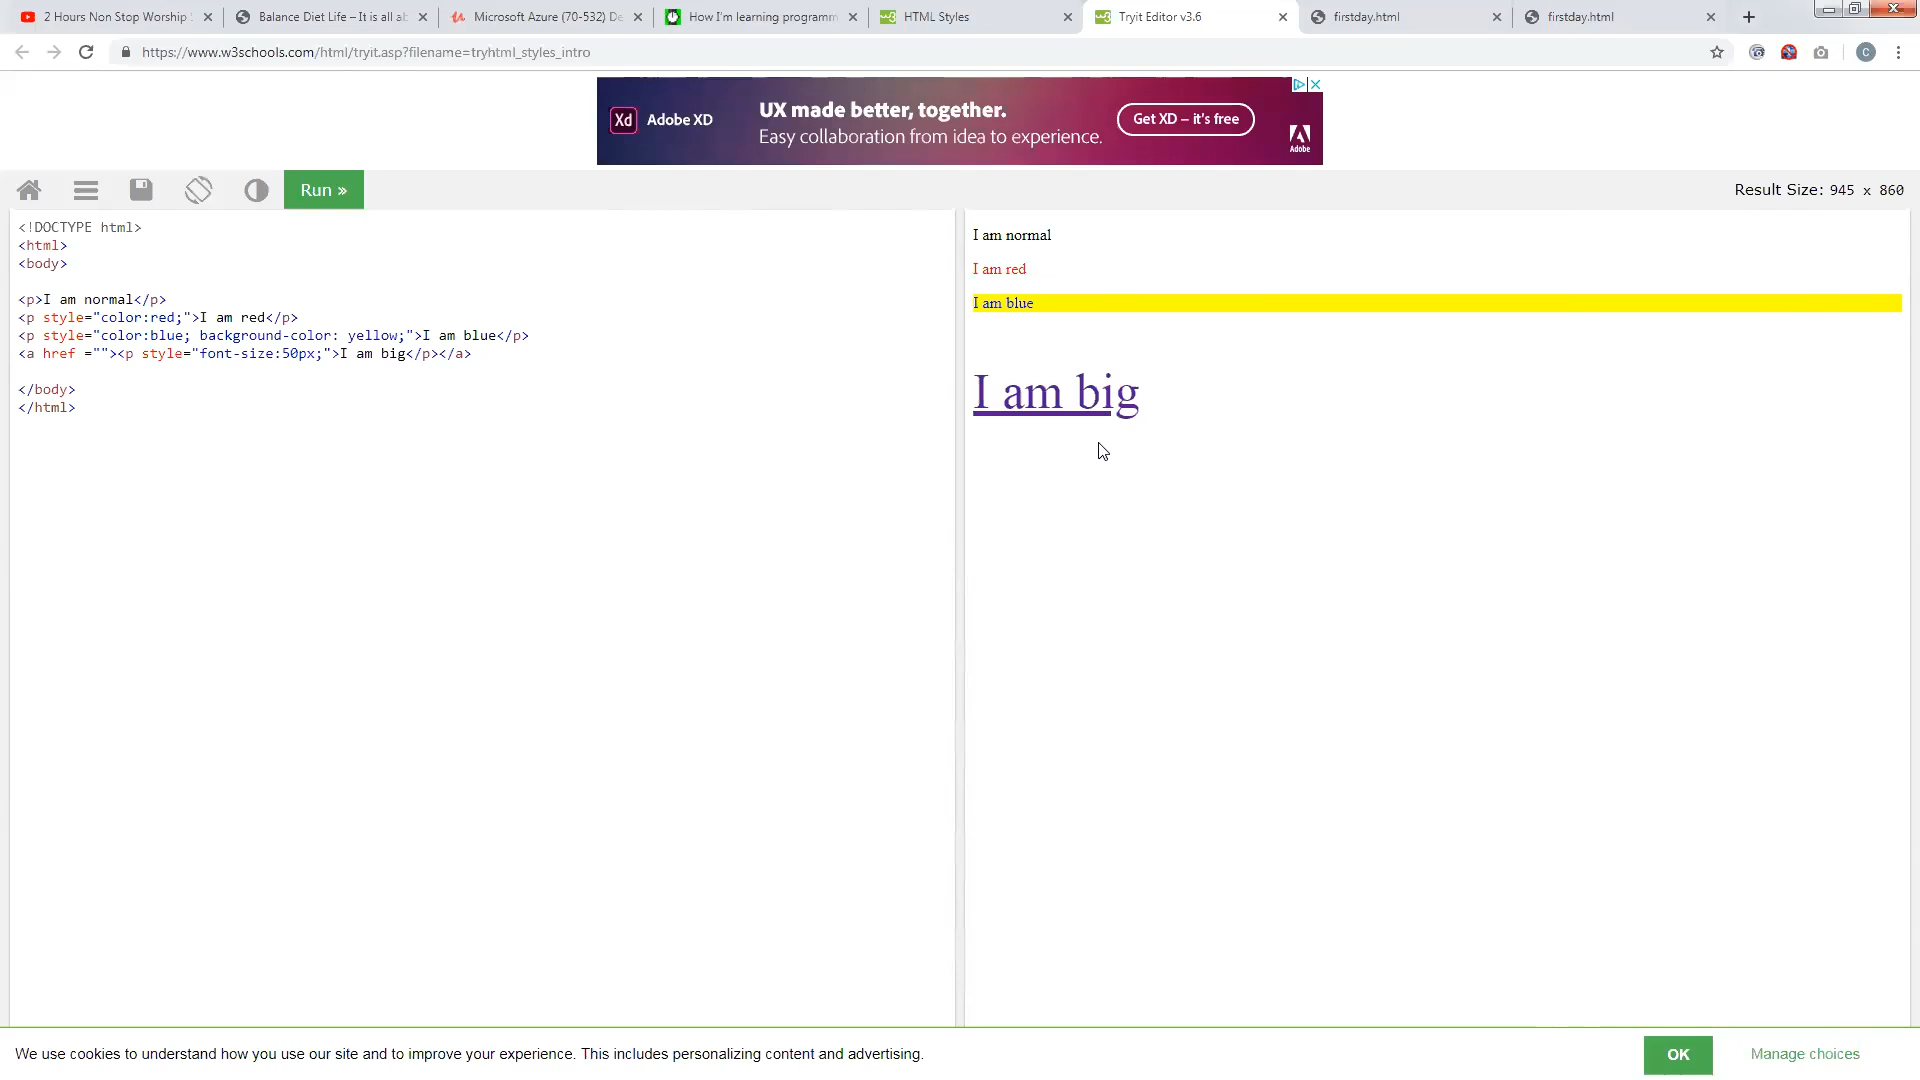 2 Hours Non Stop Worship
Balance Diet Life – It is all ab
Microsoft Azure (70-532) De
How I'm learning programm
HTML Styles
Tryit Editor v3.6
firstday.html
firstday.html
https://www.w3schools.com/html/tryit.asp?filename=tryhtml_styles_intro
C
Xd Adobe XD
UX made better, together.
Easy collaboration from idea to experience.
Get XD – it's free
Adobe
Run »
Result Size: 945 x 860
<!DOCTYPE html>
<html>
<body>
<p>I am normal</p>
<p style="color:red;">I am red</p>
<p style="color:blue; background-color: yellow;">I am blue</p>
<a href =""><p style="font-size:50px;">I am big</p></a>
</body>
</html>
I am normal
I am red
I am blue
I am big
We use cookies to understand how you use our site and to improve your experience. This includes personalizing content and advertising.
OK
Manage choices